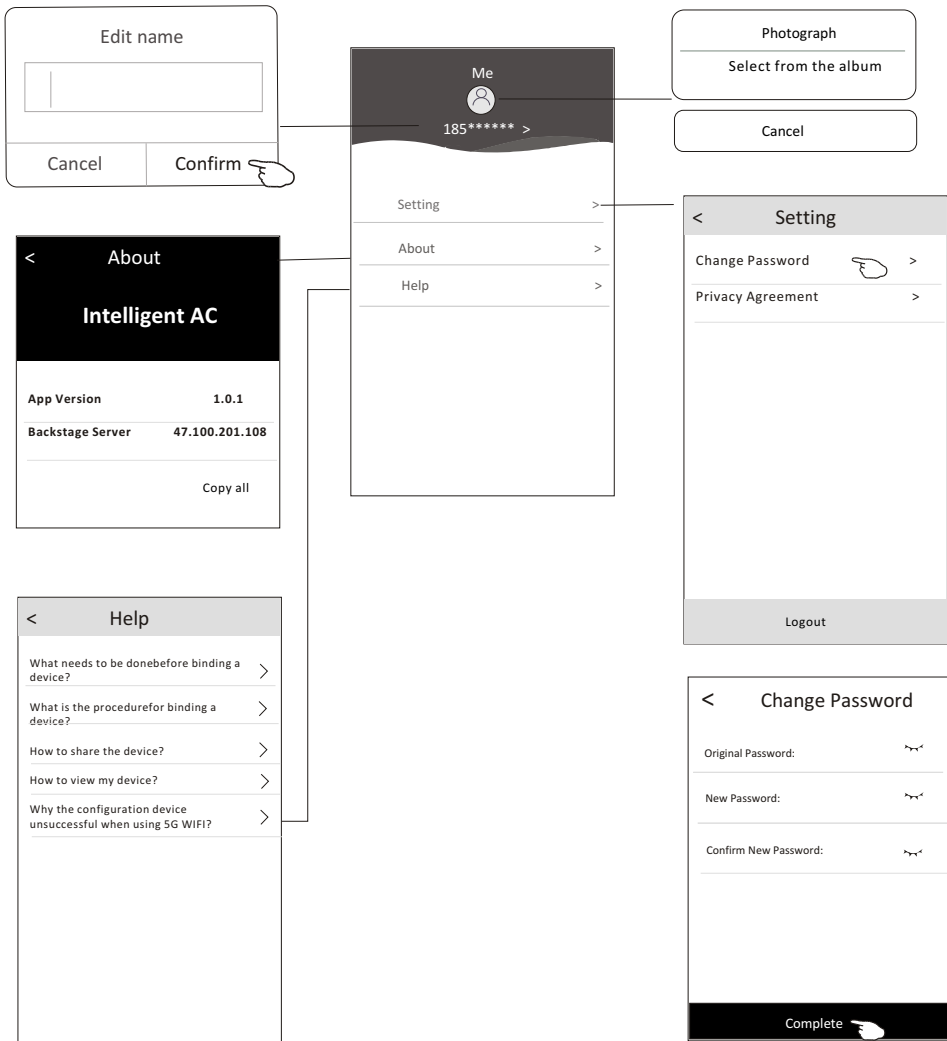 Edit name
Cancel
Confirm
Me
185****** >
Photograph
Select from the album
Cancel
Setting >
About >
Help >
< About
Intelligent AC
App Version 1.0.1
Backstage Server 47.100.201.108
Copy all
< Setting
Change Password >
Privacy Agreement >
Logout
< Help
What needs to be donebefore binding a
device? >
What is the procedurefor binding a
device? >
How to share the device? >
How to view my device? >
Why the configuration device
unsuccessful when using 5G WIFI? >
< Change Password
Original Password:
New Password:
Confirm New Password:
Complete